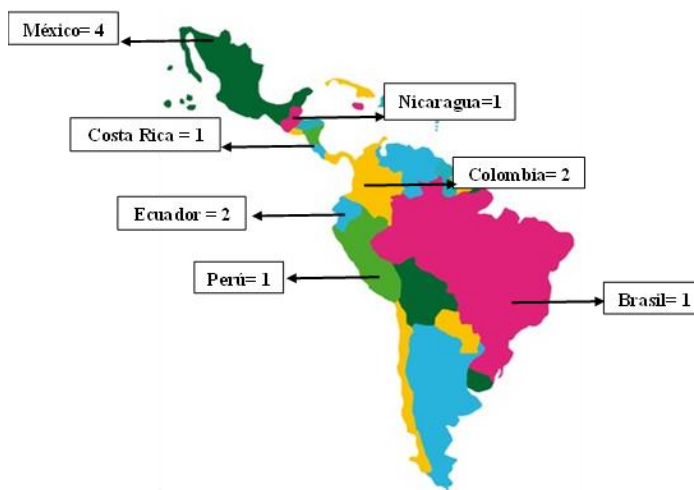 México= 4
Nicaragua=1
Costa Rica = 1
Colombia= 2
Ecuador = 2
Perú= 1
Brasil= 1